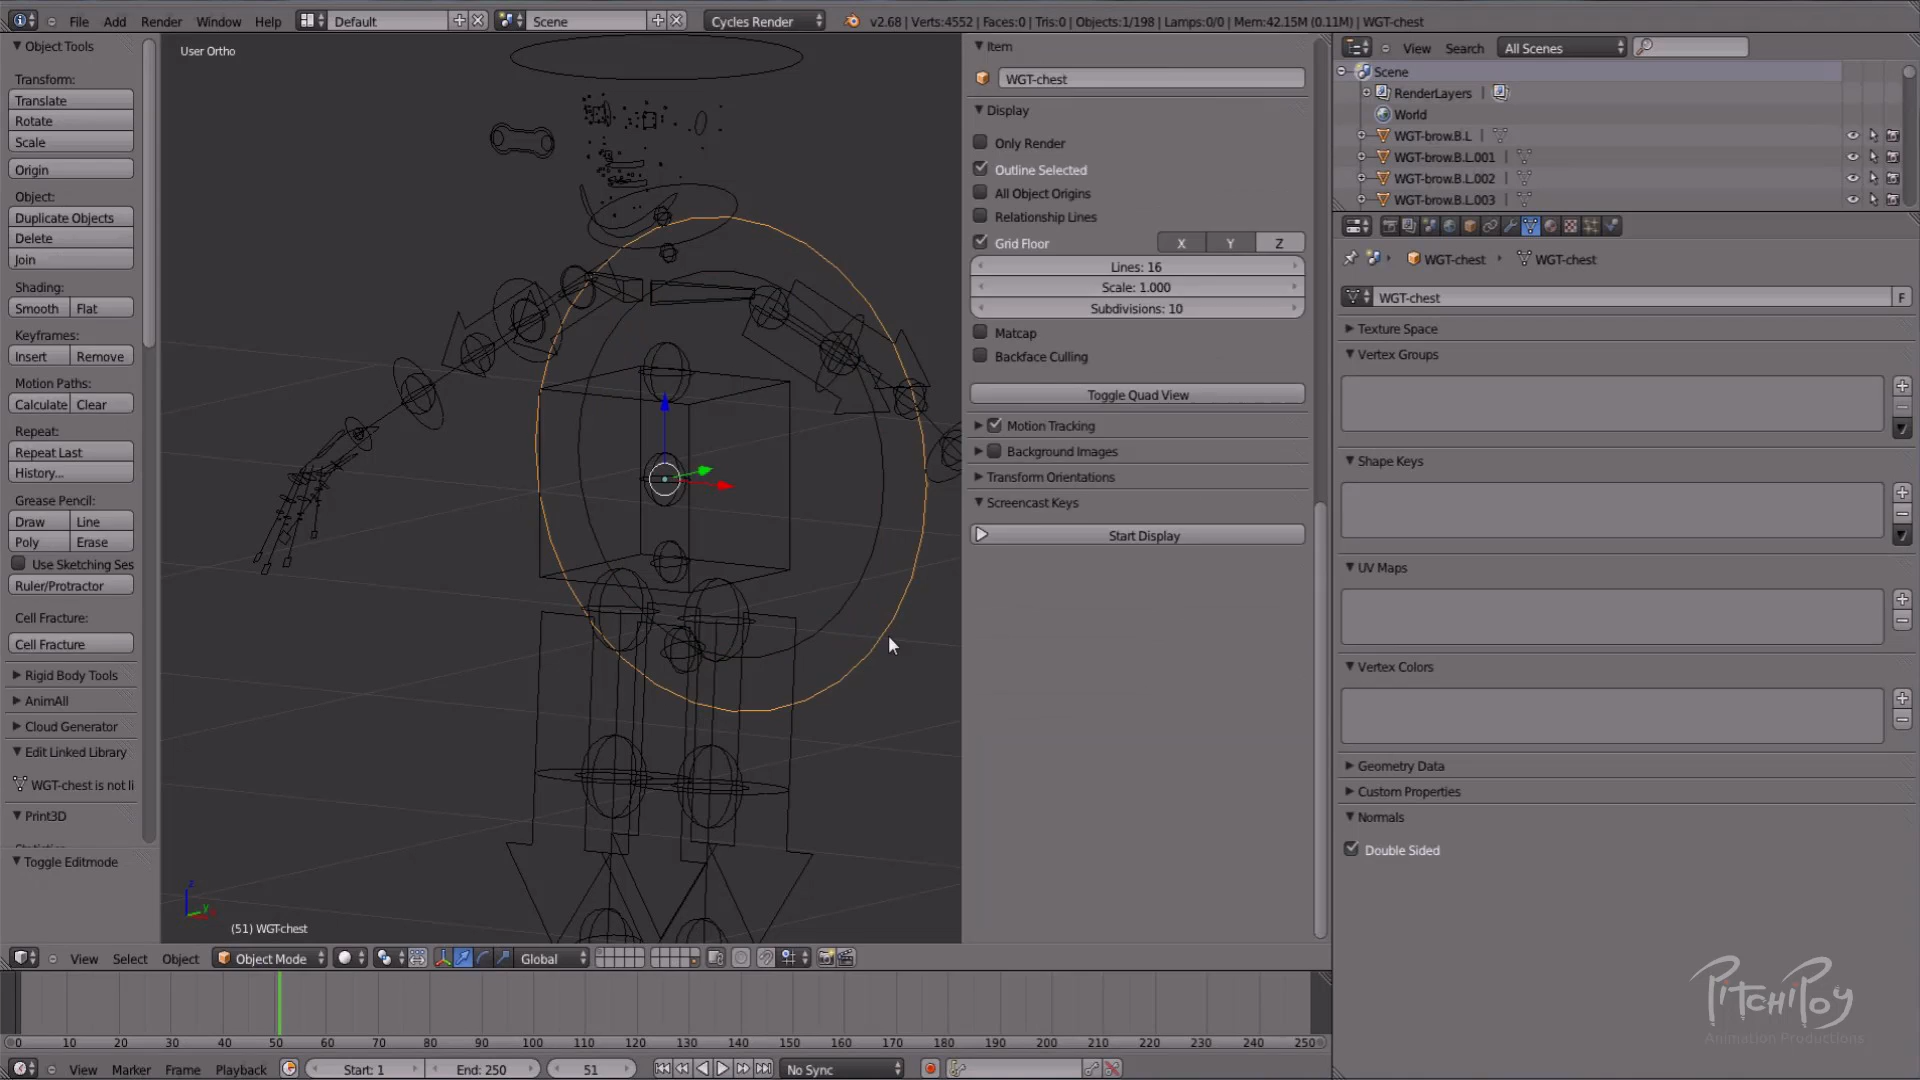 File Add Render Window Help Default Scene Cycles Render v2.68 | Verts:4552 | Faces:0 | Tris:0 | Objects:1/198 | Lamps:0/0 | Mem:42.15M (0.11M) | WGT-chest
Object Tools
Transform:
Translate
Rotate
Scale
Origin
Object:
Duplicate Objects
Delete
Join
Shading:
Smooth Flat
Keyframes:
Insert Remove
Motion Paths:
Calculate Clear
Repeat:
Repeat Last
History...
Grease Pencil:
Draw Line
Poly Erase
Use Sketching Ses
Ruler/Protractor
Cell Fracture:
Cell Fracture
Rigid Body Tools
AnimAll
Cloud Generator
Edit Linked Library
WGT-chest is not li
Print3D
Toggle Editmode
User Ortho
z
y
(51) WGT-chest
Item
WGT-chest
Display
Only Render
Outline Selected
All Object Origins
Relationship Lines
Grid Floor X Y Z
Lines: 16
Scale: 1.000
Subdivisions: 10
Matcap
Backface Culling
Toggle Quad View
Motion Tracking
Background Images
Transform Orientations
Screencast Keys
Start Display
View Search All Scenes
Scene
RenderLayers |
World
WGT-brow.B.L |
WGT-brow.B.L.001 |
WGT-brow.B.L.002 |
WGT-brow.B.L.003 |
WGT-chest WGT-chest
WGT-chest F
Texture Space
Vertex Groups
Shape Keys
UV Maps
Vertex Colors
Geometry Data
Custom Properties
Normals
Double Sided
View Select Object Object Mode Global
0 10 20 30 40 50 60 70 80 90 100 110 120 130 140 150 160 170 180 190 200 210 220 230 240 250
View Marker Frame Playback Start: 1 End: 250 51 No Sync
PitchiPoy
Animation Productions